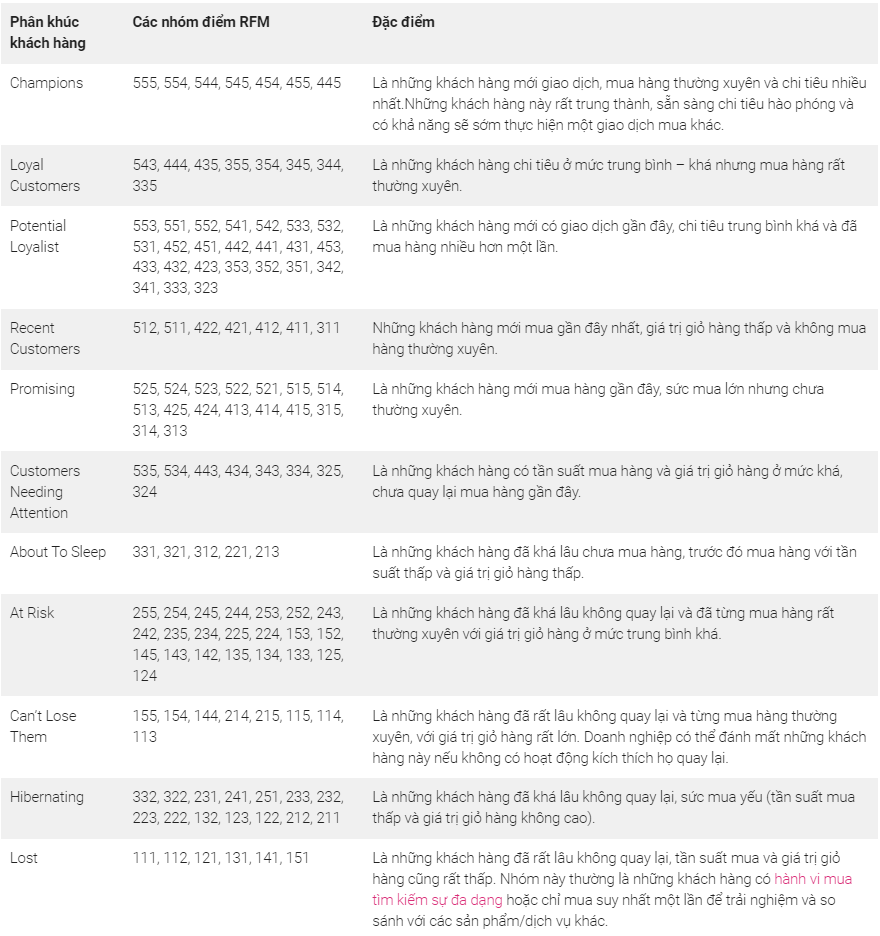 Phân khúc
khách hàng
Các nhóm điểm RFM
Đặc điểm
Champions
555, 554, 544, 545, 454, 455, 445
Là những khách hàng mới giao dịch, mua hàng thường xuyên và chi tiêu nhiều
nhất.Những khách hàng này rất trung thành, sẵn sàng chi tiêu hào phóng và
có khả năng sẽ sớm thực hiện một giao dịch mua khác.
Loyal
Customers
543, 444, 435, 355, 354, 345, 344,
335
Là những khách hàng chi tiêu ở mức trung bình – khá nhưng mua hàng rất
thường xuyên.
Potential
Loyalist
553, 551, 552, 541, 542, 533, 532,
531, 452, 451, 442, 441, 431, 453,
433, 432, 423, 353, 352, 351, 342,
341, 333, 323
Là những khách hàng mới có giao dịch gần đây, chi tiêu trung bình khá và đã
mua hàng nhiều hơn một lần.
Recent
Customers
512, 511, 422, 421, 412, 411, 311
Những khách hàng mới mua gần đây nhất, giá trị giỏ hàng thấp và không mua
hàng thường xuyên.
Promising
525, 524, 523, 522, 521, 515, 514,
513, 425, 424, 413, 414, 415, 315,
314, 313
Là những khách hàng mới mua hàng gần đây, sức mua lớn nhưng chưa
thường xuyên.
Customers
Needing
Attention
535, 534, 443, 434, 343, 334, 325,
324
Là những khách hàng có tần suất mua hàng và giá trị giỏ hàng ở mức khá,
chưa quay lại mua hàng gần đây.
About To Sleep
331, 321, 312, 221, 213
Là những khách hàng đã khá lâu chưa mua hàng, trước đó mua hàng với tần
suất thấp và giá trị giỏ hàng thấp.
At Risk
255, 254, 245, 244, 253, 252, 243,
242, 235, 234, 225, 224, 153, 152,
145, 143, 142, 135, 134, 133, 125,
124
Là những khách hàng đã khá lâu không quay lại và đã từng mua hàng rất
thường xuyên với giá trị giỏ hàng ở mức trung bình khá.
Can't Lose
Them
155, 154, 144, 214, 215, 115, 114,
113
Là những khách hàng đã rất lâu không quay lại và từng mua hàng thường
xuyên, với giá trị giỏ hàng rất lớn. Doanh nghiệp có thể đánh mất những khách
hàng này nếu không có hoạt động kích thích họ quay lại.
Hibernating
332, 322, 231, 241, 251, 233, 232,
223, 222, 132, 123, 122, 212, 211
Là những khách hàng đã khá lâu không quay lại, sức mua yếu (tần suất mua
thấp và giá trị giỏ hàng không cao).
Lost
111, 112, 121, 131, 141, 151
Là những khách hàng đã rất lâu không quay lại, tần suất mua và giá trị giỏ
hàng cũng rất thấp. Nhóm này thường là những khách hàng có hành vi mua
tìm kiếm sự đa dạng hoặc chỉ mua suy nhất một lần để trải nghiệm và so
sánh với các sản phẩm/dịch vụ khác.